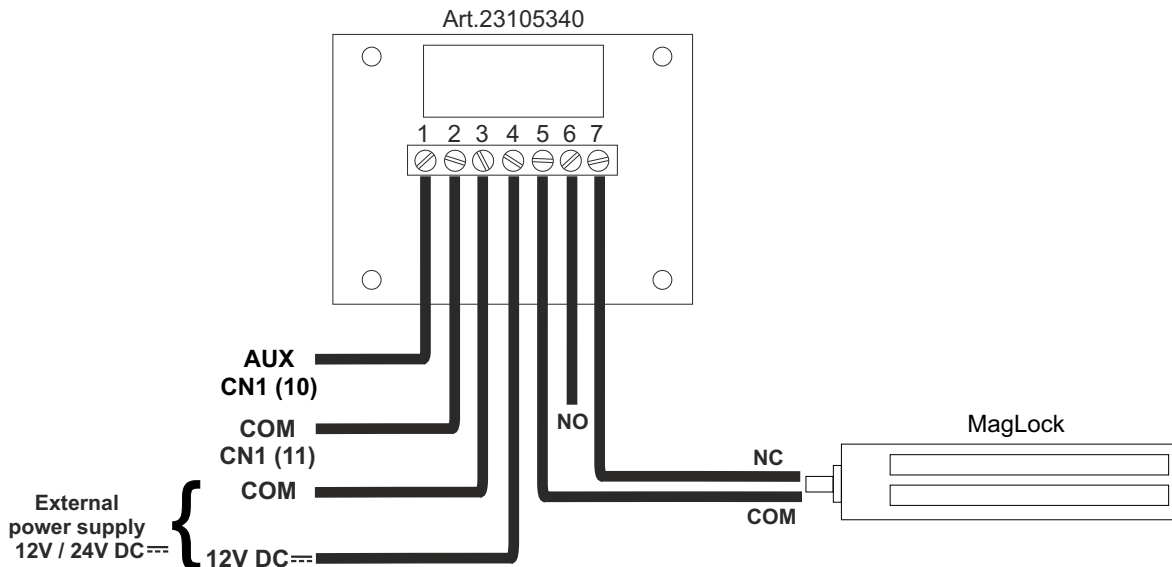 Art.23105340
1 2 3 4 5 6 7
AUX
CN1 (10)
COM
CN1 (11)
COM
External
power supply
12V / 24V DC
12V DC
NO
NC
COM
MagLock